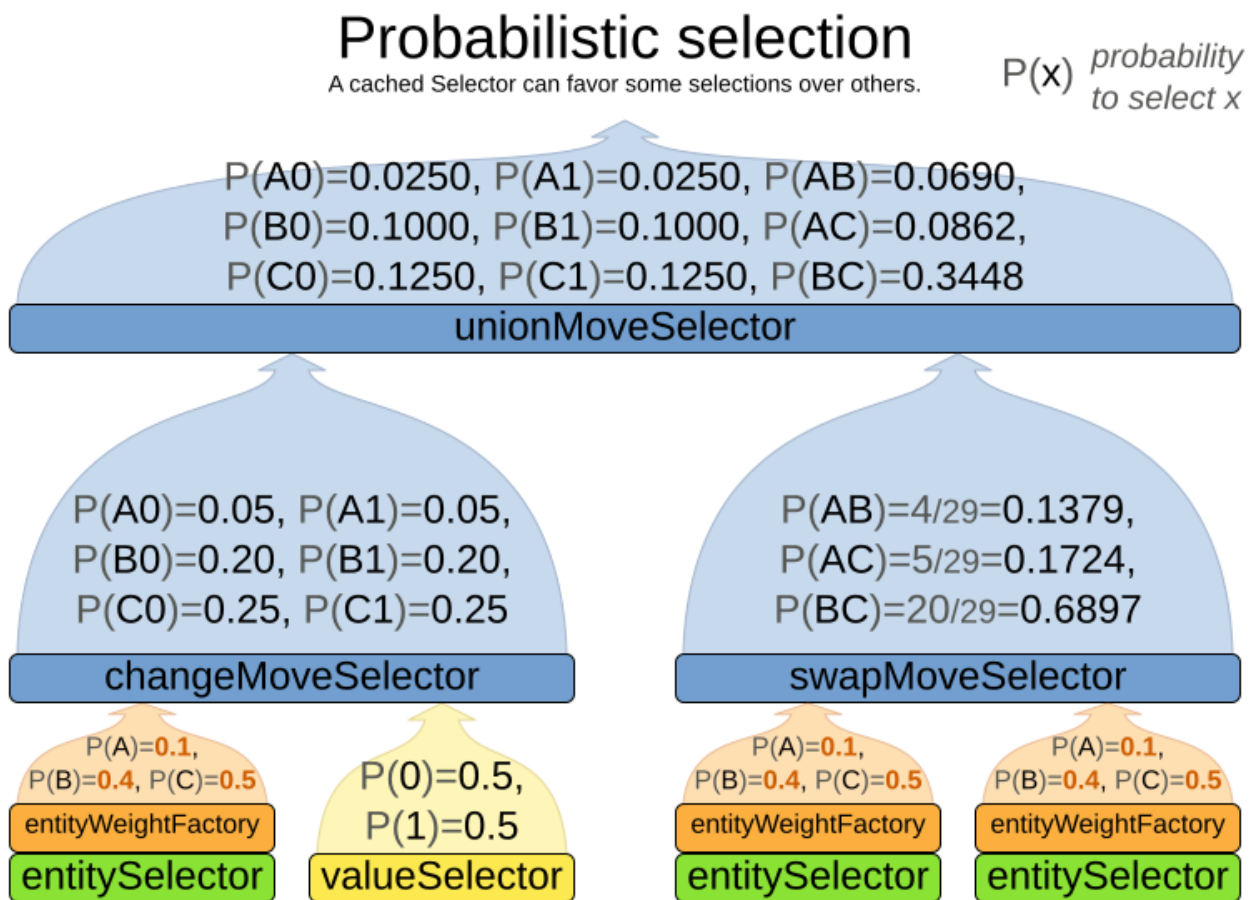 Probabilistic selection
A cached Selector can favor some selections over others.
P(x) probability
to select x
P(A0)=0.0250, P(A1)=0.0250, P(AB)=0.0690,
P(B0)=0.1000, P(B1)=0.1000, P(AC)=0.0862,
P(C0)=0.1250, P(C1)=0.1250, P(BC)=0.3448
unionMoveSelector
P(A0)=0.05, P(A1)=0.05,
P(B0)=0.20, P(B1)=0.20,
P(C0)=0.25, P(C1)=0.25
changeMoveSelector
P(AB)=4/29=0.1379,
P(AC)=5/29=0.1724,
P(BC)=20/29=0.6897
swapMoveSelector
P(A)=0.1,
P(B)=0.4, P(C)=0.5
entityWeightFactory
entitySelector
P(0)=0.5,
P(1)=0.5
valueSelector
P(A)=0.1,
P(B)=0.4, P(C)=0.5
entityWeightFactory
entitySelector
P(A)=0.1,
P(B)=0.4, P(C)=0.5
entityWeightFactory
entitySelector